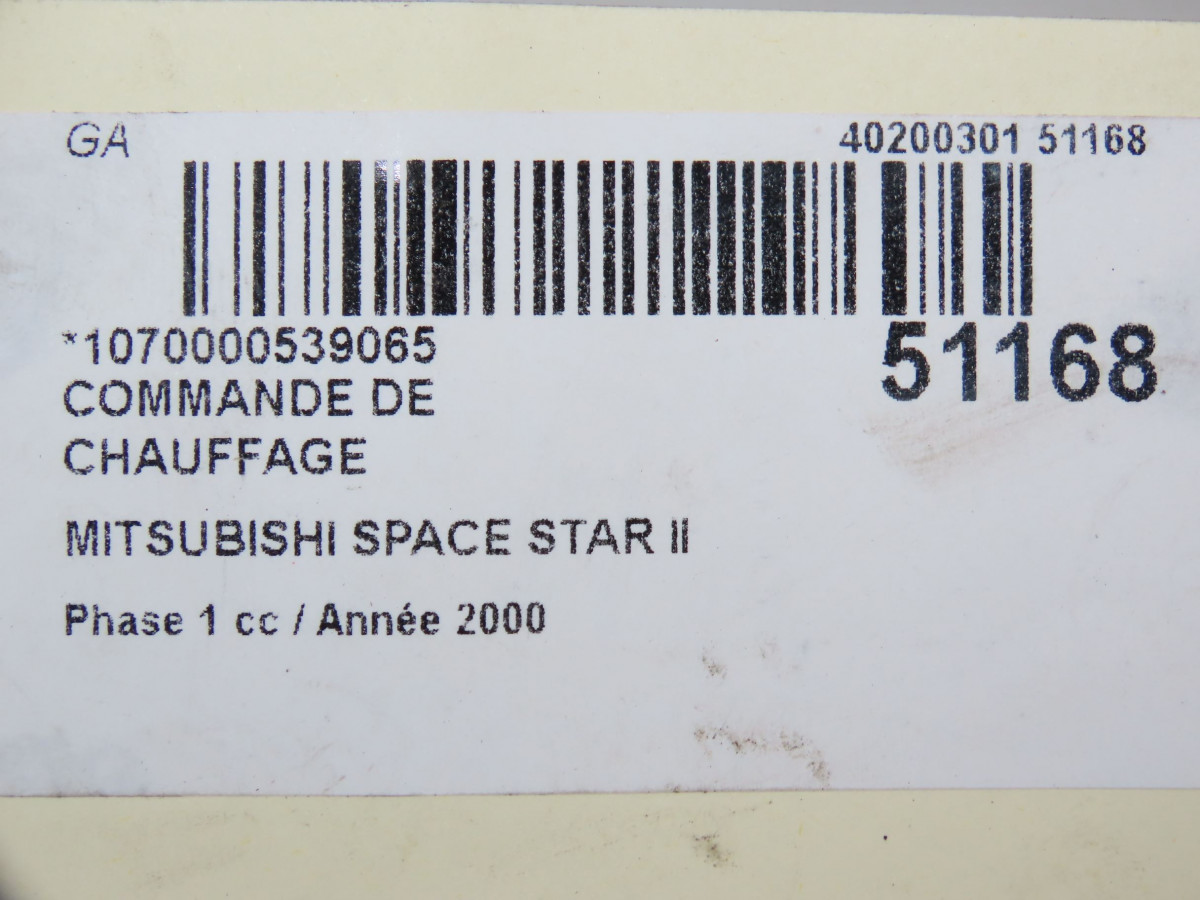 GA
40200301 51168
*1070000539065
51168
COMMANDE DE
CHAUFFAGE
MITSUBISHI SPACE STAR II
Phase 1 cc / Année 2000